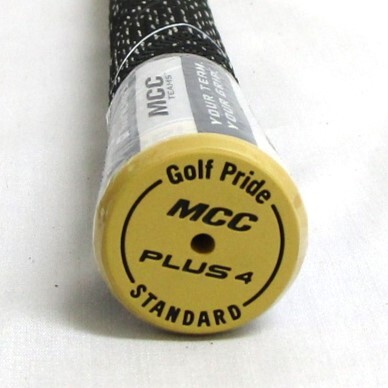 MCC
TEAMS
YOUR TEAM.
YOUR GRIP.
Golf Pride
MCC
PLUS 4
STANDARD